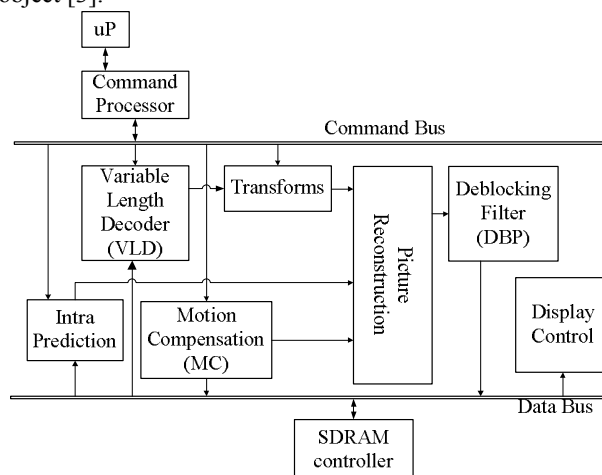 object [3].
uP
Command
Processor
Command Bus
Variable
Length
Decoder
(VLD)
Transforms
Picture
Reconstruction
Deblocking
Filter
(DBP)
Intra
Prediction
Motion
Compensation
(MC)
Display
Control
Data Bus
SDRAM
controller